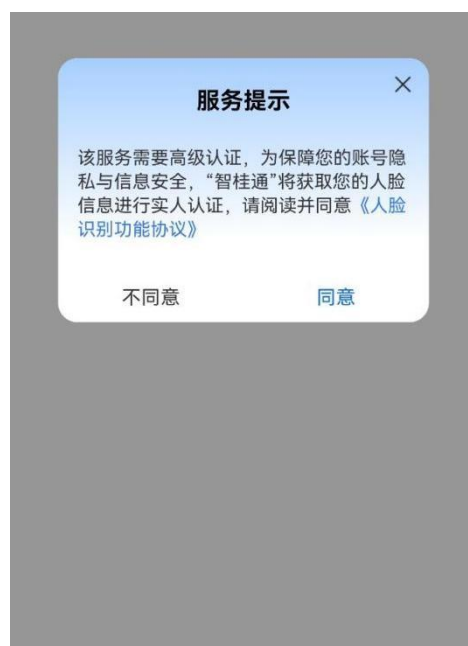 服务提示
该服务需要高级认证，为保障您的账号隐
私与信息安全，“智桂通”将获取您的人脸
信息进行实人认证，请阅读并同意《人脸
识别功能协议》
不同意
同意